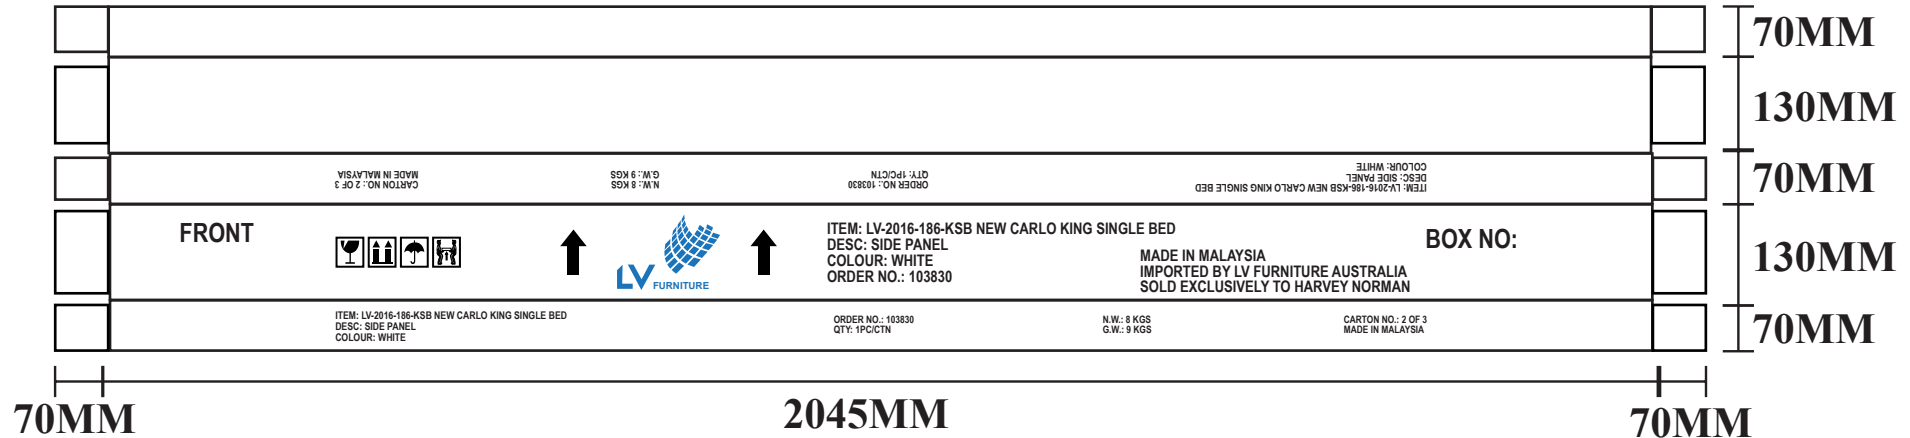 70MM
130MM
CARTON NO.: 2 OF 3
MADE IN MALAYSIA
N.W.: 8 KGS
G.W.: 9 KGS
ORDER NO.: 103830
QTY: 1PC/CTN
ITEM: LV-2016-186-KSB NEW CARLO KING SINGLE BED
DESC: SIDE PANEL
COLOUR: WHITE
70MM
FRONT
LV
FURNITURE
ITEM: LV-2016-186-KSB NEW CARLO KING SINGLE BED
DESC: SIDE PANEL
COLOUR: WHITE
ORDER NO.: 103830
MADE IN MALAYSIA
IMPORTED BY LV FURNITURE AUSTRALIA
SOLD EXCLUSIVELY TO HARVEY NORMAN
BOX NO:
130MM
ITEM: LV-2016-186-KSB NEW CARLO KING SINGLE BED
DESC: SIDE PANEL
COLOUR: WHITE
ORDER NO.: 103830
QTY: 1PC/CTN
N.W.: 8 KGS
G.W.: 9 KGS
CARTON NO.: 2 OF 3
MADE IN MALAYSIA
70MM
70MM
2045MM
70MM